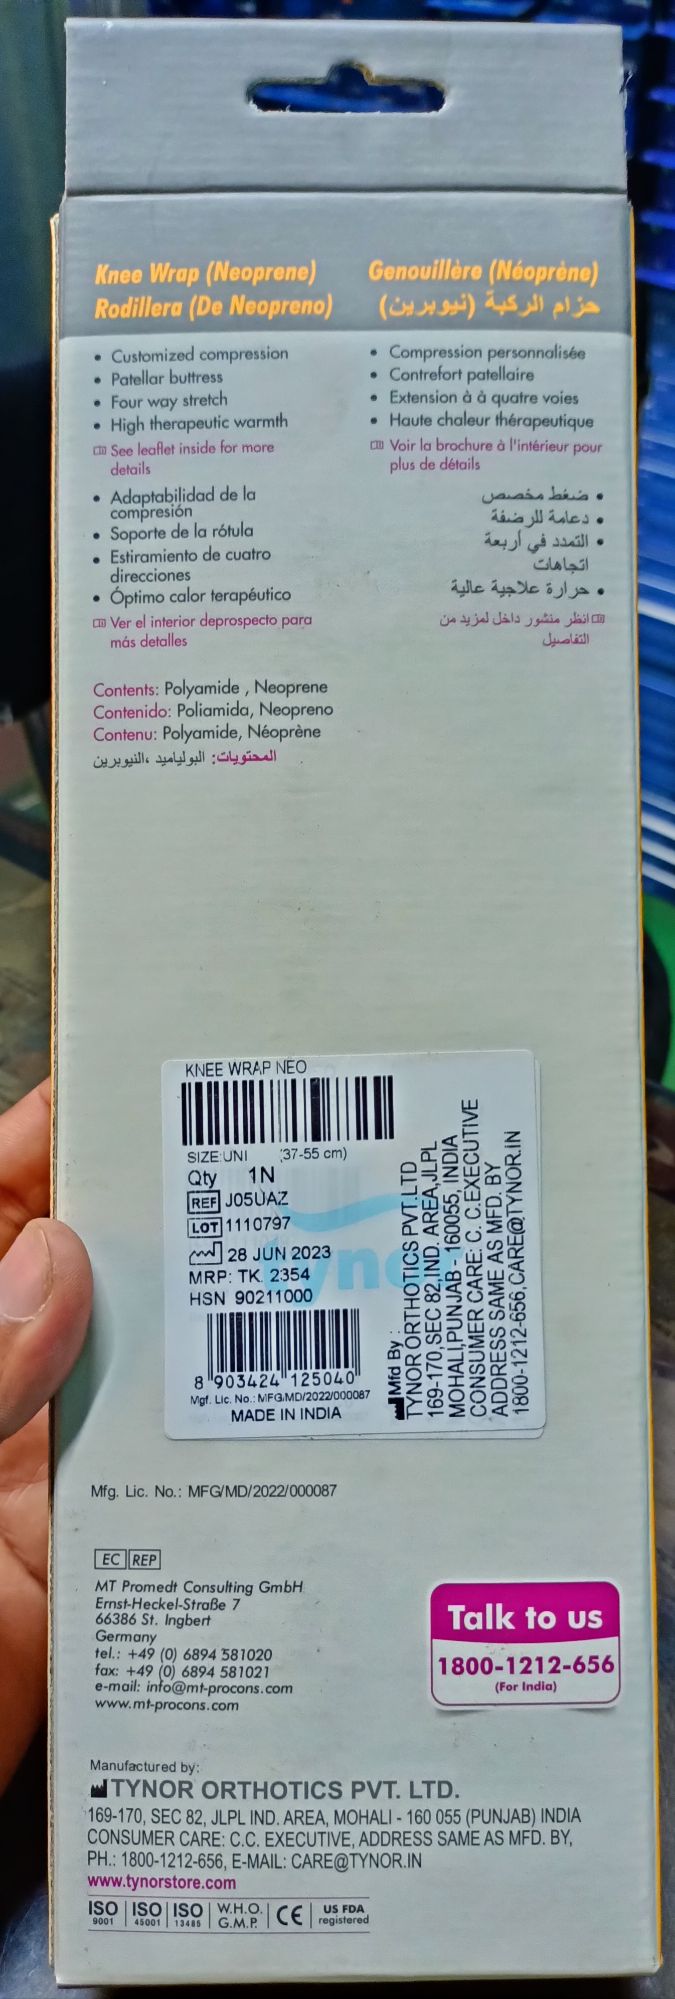 Knee Wrap (Neoprene)
Rodillera (De Neopreno)
Genouillère (Néoprène)
حزام الركبة (نيوبرين)
• Customized compression
• Patellar buttress
• Four way stretch
• High therapeutic warmth
See leaflet inside for more
details
• Adaptabilidad de la
compresión
• Soporte de la rótula
• Estiramiento de cuatro
direcciones
• Óptimo calor terapéutico
Ver el interior deprospecto para
más detalles
• Compression personnalisée
• Contrefort patellaire
• Extension à à quatre voies
• Haute chaleur thérapeutique
Voir la brochure à l'intérieur pour
plus de détails
• ضغط مخصص
• دعامة للرضفة
• التمدد في أربعة
اتجاهات
• حرارة علاجية عالية
انظر منشور داخل لمزيد من
التفاصيل
Contents: Polyamide , Neoprene
Contenido: Poliamida, Neopreno
Contenu: Polyamide, Néoprène
المحتويات: البولياميد ،النيوبرين
KNEE WRAP NEO
SIZE:UNI (37-55 cm)
Qty 1N
REF J05UAZ
LOT 1110797
28 JUN 2023
MRP: TK. 2354
HSN 90211000
8 903424 125040
Mgf. Lic. No.: MFG/MD/2022/000087
MADE IN INDIA
Mfd By :
TYNOR ORTHOTICS PVT.LTD
169-170,SEC 82,IND. AREA,JLPL
MOHALI,PUNJAB - 160055, INDIA
CONSUMER CARE: C. C.EXECUTIVE
ADDRESS SAME AS MFD. BY
1800-1212-656,CARE@TYNOR.IN
tynor
Mfg. Lic. No.: MFG/MD/2022/000087
EC REP
MT Promedt Consulting GmbH
Ernst-Heckel-Straße 7
66386 St. Ingbert
Germany
tel.: +49 (0) 6894 581020
fax: +49 (0) 6894 581021
e-mail: info@mt-procons.com
www.mt-procons.com
Talk to us
1800-1212-656
(For India)
Manufactured by:
TYNOR ORTHOTICS PVT. LTD.
169-170, SEC 82, JLPL IND. AREA, MOHALI - 160 055 (PUNJAB) INDIA
CONSUMER CARE: C.C. EXECUTIVE, ADDRESS SAME AS MFD. BY,
PH.: 1800-1212-656, E-MAIL: CARE@TYNOR.IN
www.tynorstore.com
ISO 9001 | ISO 45001 | ISO 13485 | W.H.O. G.M.P. | CE | US FDA registered